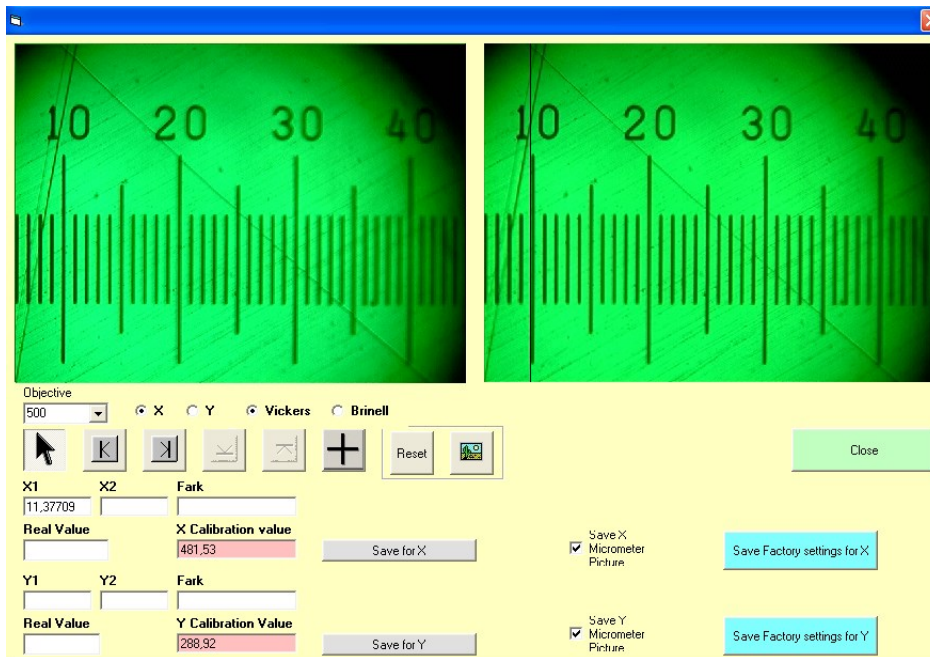 10 20 30 40
10 20 30 40
Objective
500 X Y Vickers Brinell
Reset
Close
X1 X2 Fark
11,37709
Real Value X Calibration value
481,53
Save for X
Save X
Micrometer
Picture
Save Factory settings for X
Y1 Y2 Fark
Real Value Y Calibration Value
288,92
Save for Y
Save Y
Micrometer
Picture
Save Factory settings for Y